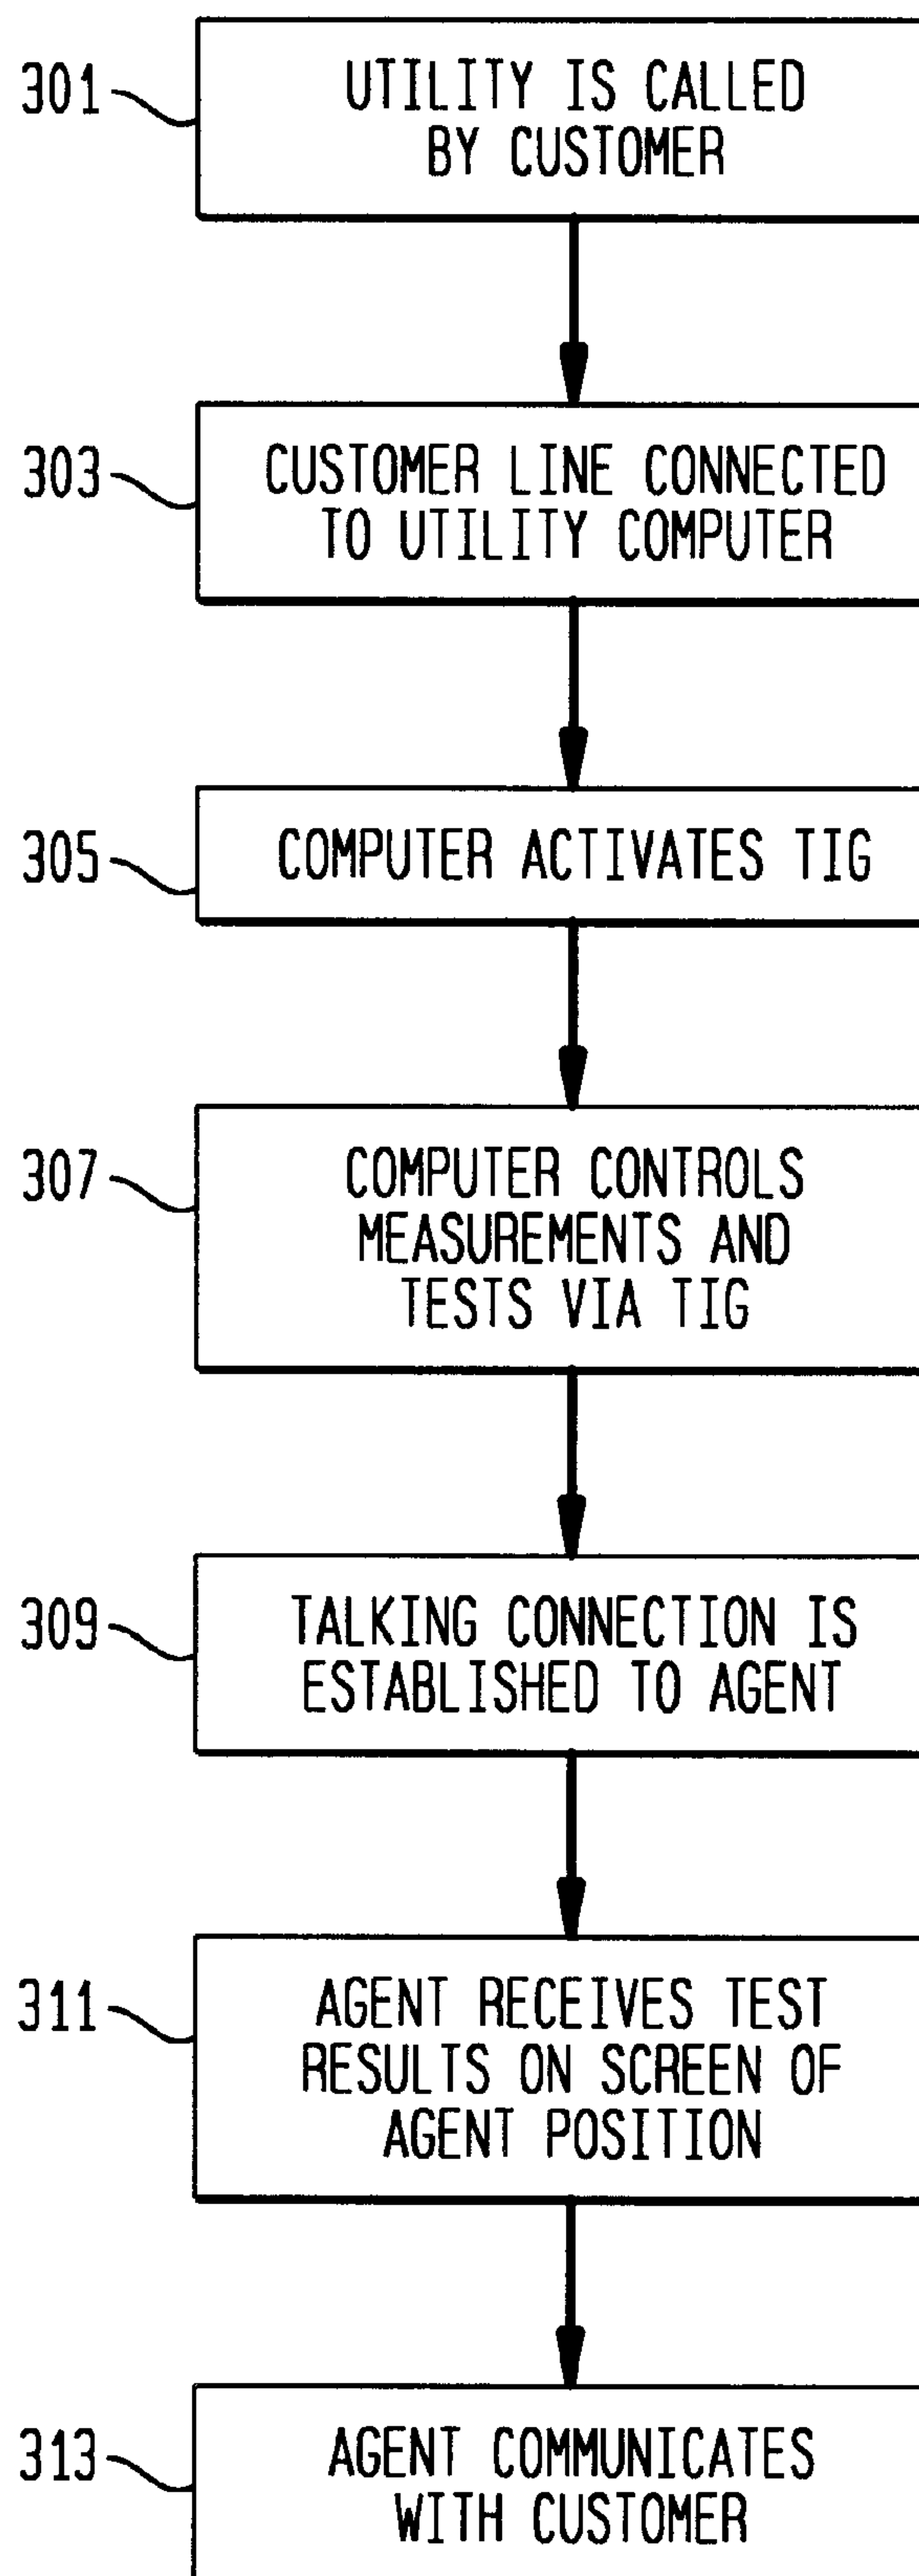 301
UTILITY IS CALLED
BY CUSTOMER
303
CUSTOMER LINE CONNECTED
TO UTILITY COMPUTER
305
COMPUTER ACTIVATES TIG
307
COMPUTER CONTROLS
MEASUREMENTS AND
TESTS VIA TIG
309
TALKING CONNECTION IS
ESTABLISHED TO AGENT
311
AGENT RECEIVES TEST
RESULTS ON SCREEN OF
AGENT POSITION
313
AGENT COMMUNICATES
WITH CUSTOMER